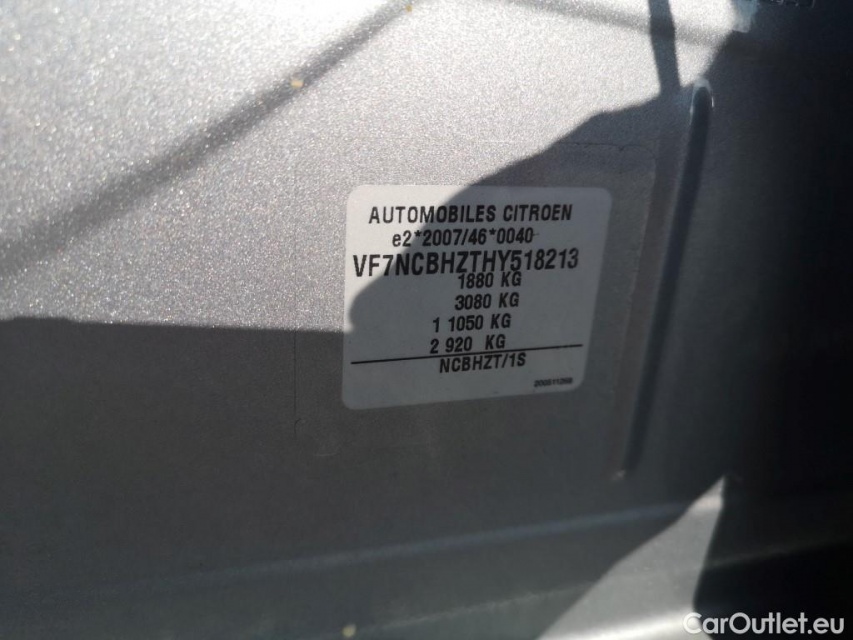 AUTOMOBILES CITROEN
e2*2007/46*0040
VF7NCBHZTHY518213
1880 KG
3080 KG
1 1050 KG
2 920 KG
NCBHZT/1S
CarOutlet.eu